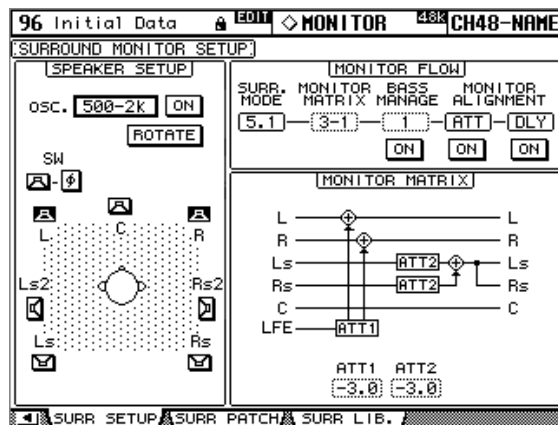 96 Initial Data EDIT MONITOR 48K CH48-NAME
SURROUND MONITOR SETUP
SPEAKER SETUP
OSC. 500-2k ON
ROTATE
SW
C
L R
Ls2 Rs2
Ls Rs
MONITOR FLOW
SURR. MODE MONITOR MATRIX BASS MANAGE MONITOR ALIGNMENT
5.1 3-1 1 ATT DLY
ON ON ON
MONITOR MATRIX
L L
R R
Ls ATT2 Ls
Rs ATT2 Rs
C C
LFE ATT1
ATT1 ATT2
-3.0 -3.0
SURR SETUP SURR PATCH SURR LIB.